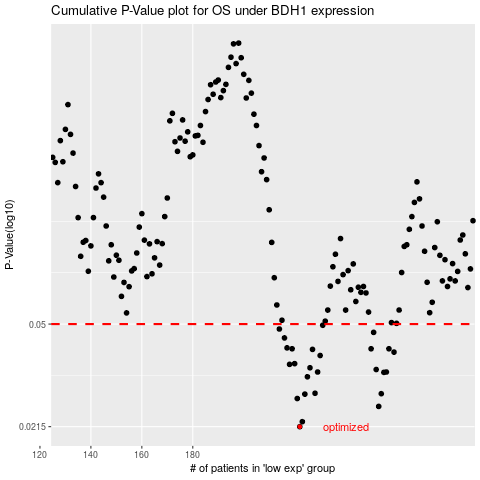 Cumulative P-Value plot for OS under BDH1 expression
P-Value(log10)
0.05
0.0215
optimized
120 140 160 180
# of patients in 'low exp' group